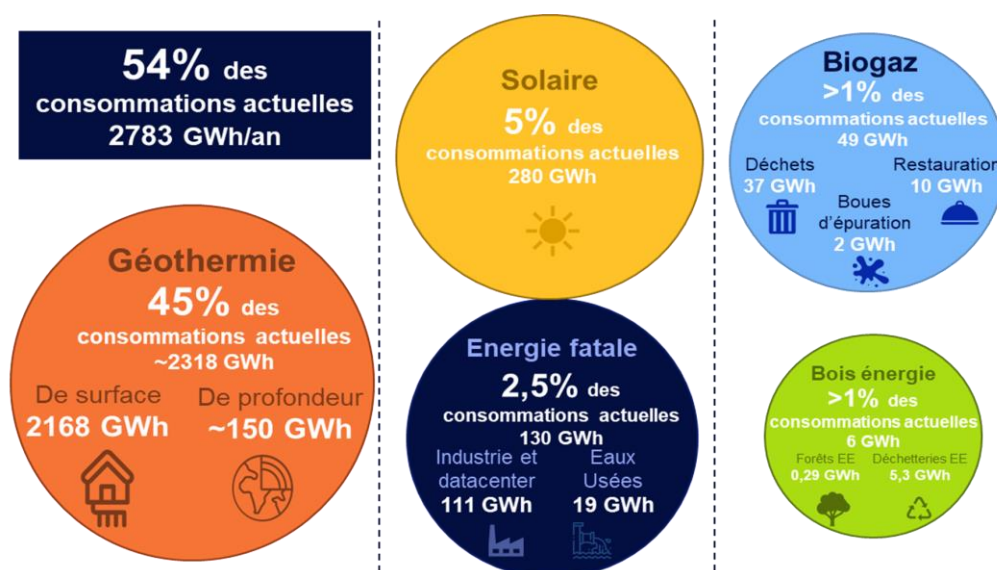 54% des
consommations actuelles
2783 GWh/an
Géothermie
45% des
consommations actuelles
~2318 GWh
De surface
2168 GWh
De profondeur
~150 GWh
Solaire
5% des
consommations actuelles
280 GWh
Energie fatale
2,5% des
consommations actuelles
130 GWh
Industrie et
datacenter
111 GWh
Eaux
Usées
19 GWh
Biogaz
>1% des
consommations actuelles
49 GWh
Déchets
37 GWh
Restauration
10 GWh
Boues
d'épuration
2 GWh
Bois énergie
>1% des
consommations actuelles
6 GWh
Forêts EE
0,29 GWh
Déchetteries EE
5,3 GWh